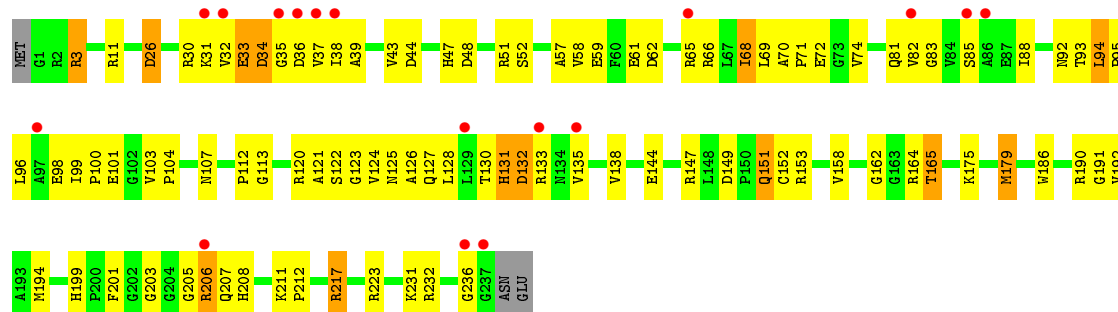 MET G1 R2 R3 R11 D26 R30 K31 V32 E33 D34 G35 D36 V37 I38 A39 V43 D44 H47 D48 R51 S52 A57 V58 E59 F60 E61 D62 R65 R66 L67 I68 L69 A70 P71 E72 G73 V74 Q81 V82 G83 V84 S85 A86 E87 I88 N92 T93 L94 P95
L96 A97 E98 I99 P100 E101 G102 V103 P104 N107 P112 G113 R120 A121 S122 G123 V124 N125 A126 Q127 L128 L129 T130 H131 D132 R133 N134 V135 V138 E144 R147 L148 D149 P150 Q151 C152 R153 V158 G162 G163 R164 T165 K175 M179 W186 R190 G191 V192
A193 M194 H199 P200 F201 G202 G203 G204 G205 R206 Q207 H208 K211 P212 R217 R223 K231 R232 G236 G237 ASN GLU